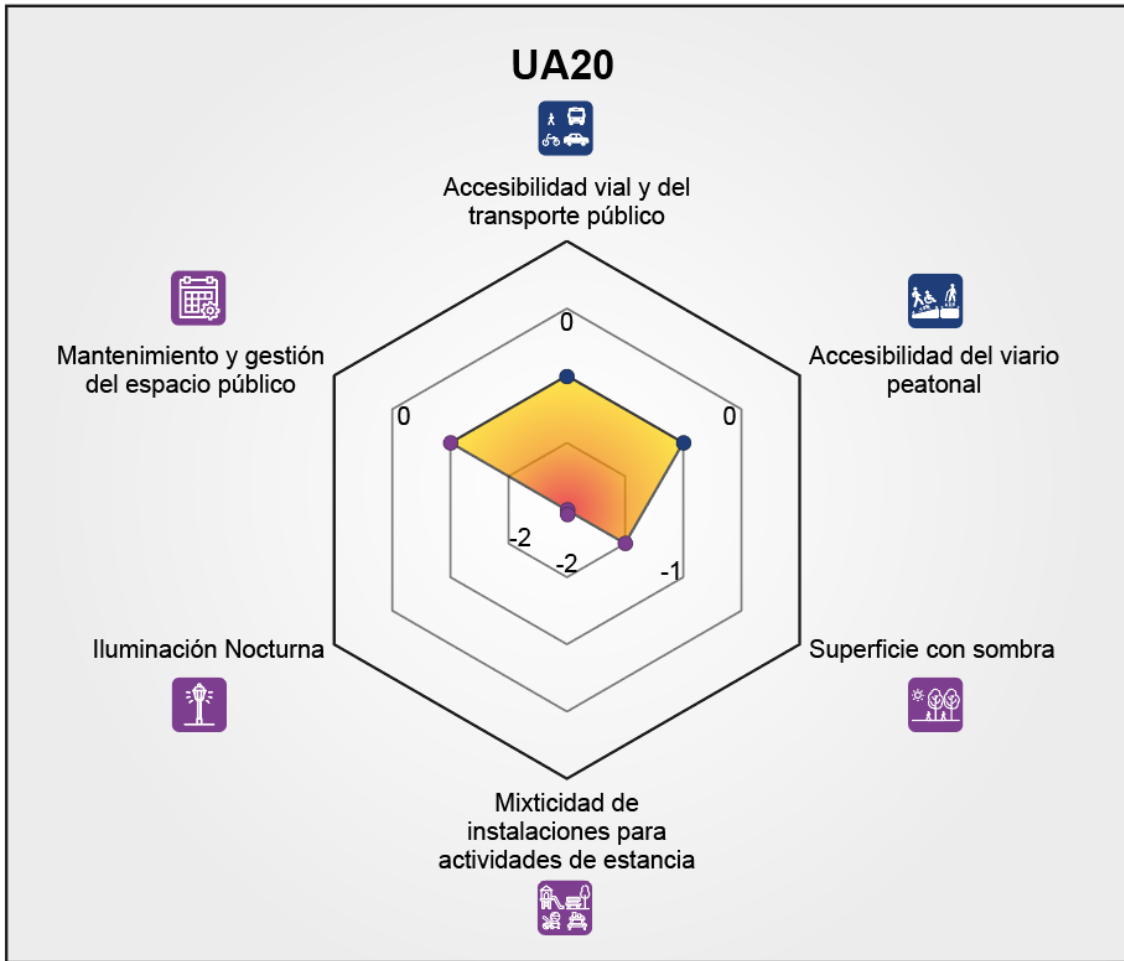 UA20
Accesibilidad vial y del
transporte público
Mantenimiento y gestión
del espacio público
Accesibilidad del viario
peatonal
0
0
0
-2
-2
-1
Iluminación Nocturna
Superficie con sombra
Mixticidad de
instalaciones para
actividades de estancia